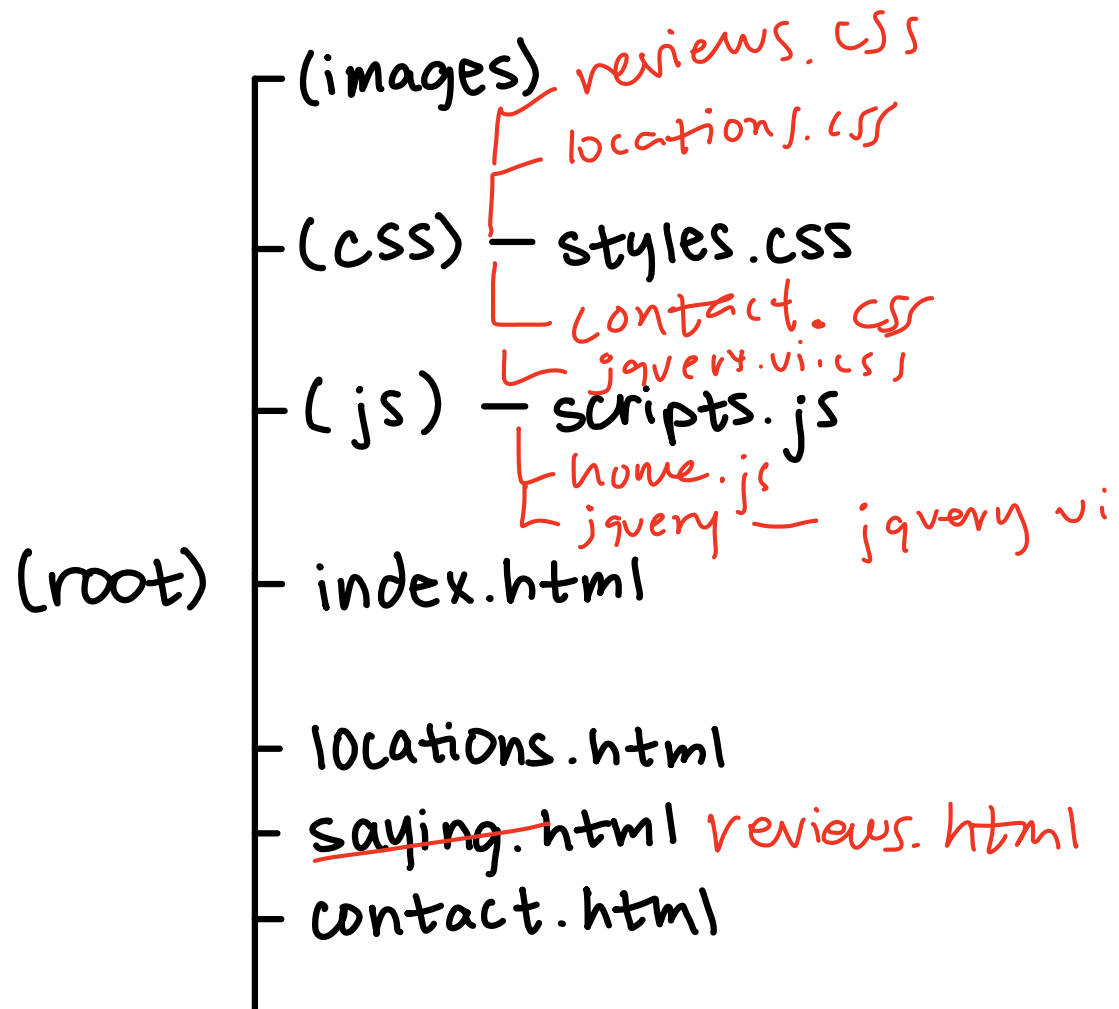 (images) reviews.css
locations.css
(css) styles.css
contact.css
jquery.ui.css
(js) scripts.js
home.js
jquery jquery ui
(root) index.html
locations.html
saying.html reviews.html
contact.html